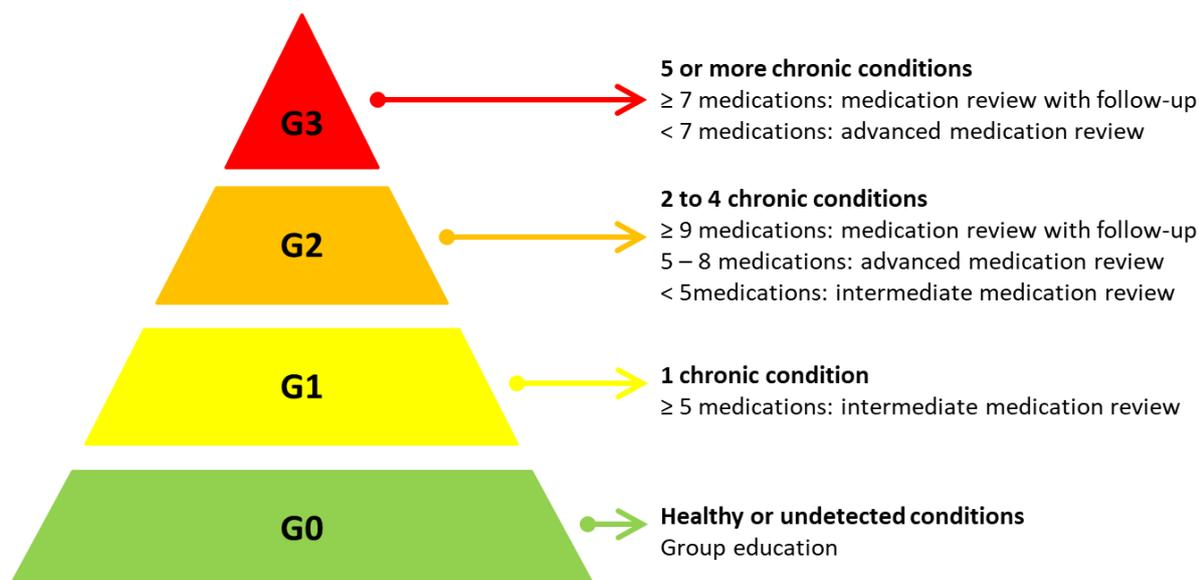 G3
5 or more chronic conditions
≥ 7 medications: medication review with follow-up
< 7 medications: advanced medication review
G2
2 to 4 chronic conditions
≥ 9 medications: medication review with follow-up
5 – 8 medications: advanced medication review
< 5medications: intermediate medication review
G1
1 chronic condition
≥ 5 medications: intermediate medication review
G0
Healthy or undetected conditions
Group education